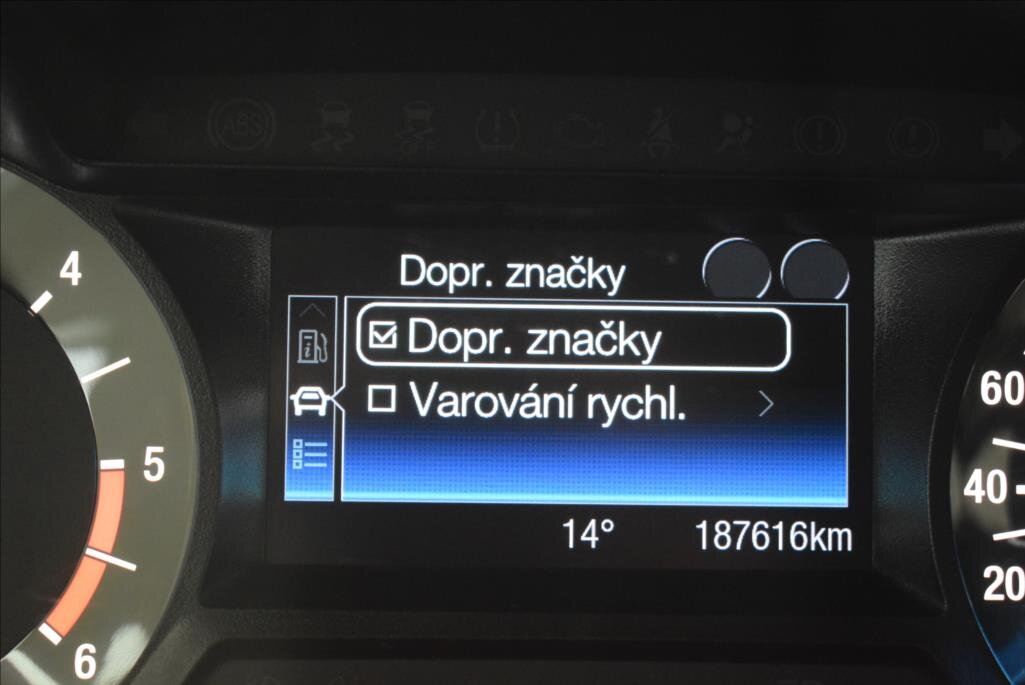 ABS
OFF
Dopr. značky
Dopr. značky
Varování rychl.
14° 187616km
4
5
6
60
40
20